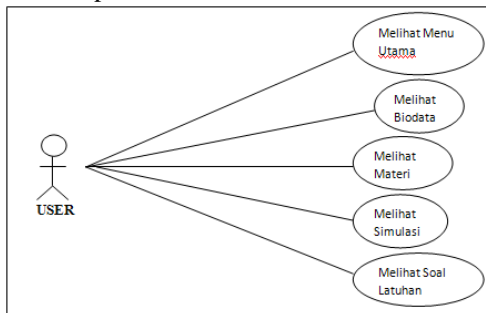 Melihat Menu
Utama
Melihat
Biodata
Melihat
Materi
USER
Melihat
Simulasi
Melihat Soal
Latuhan